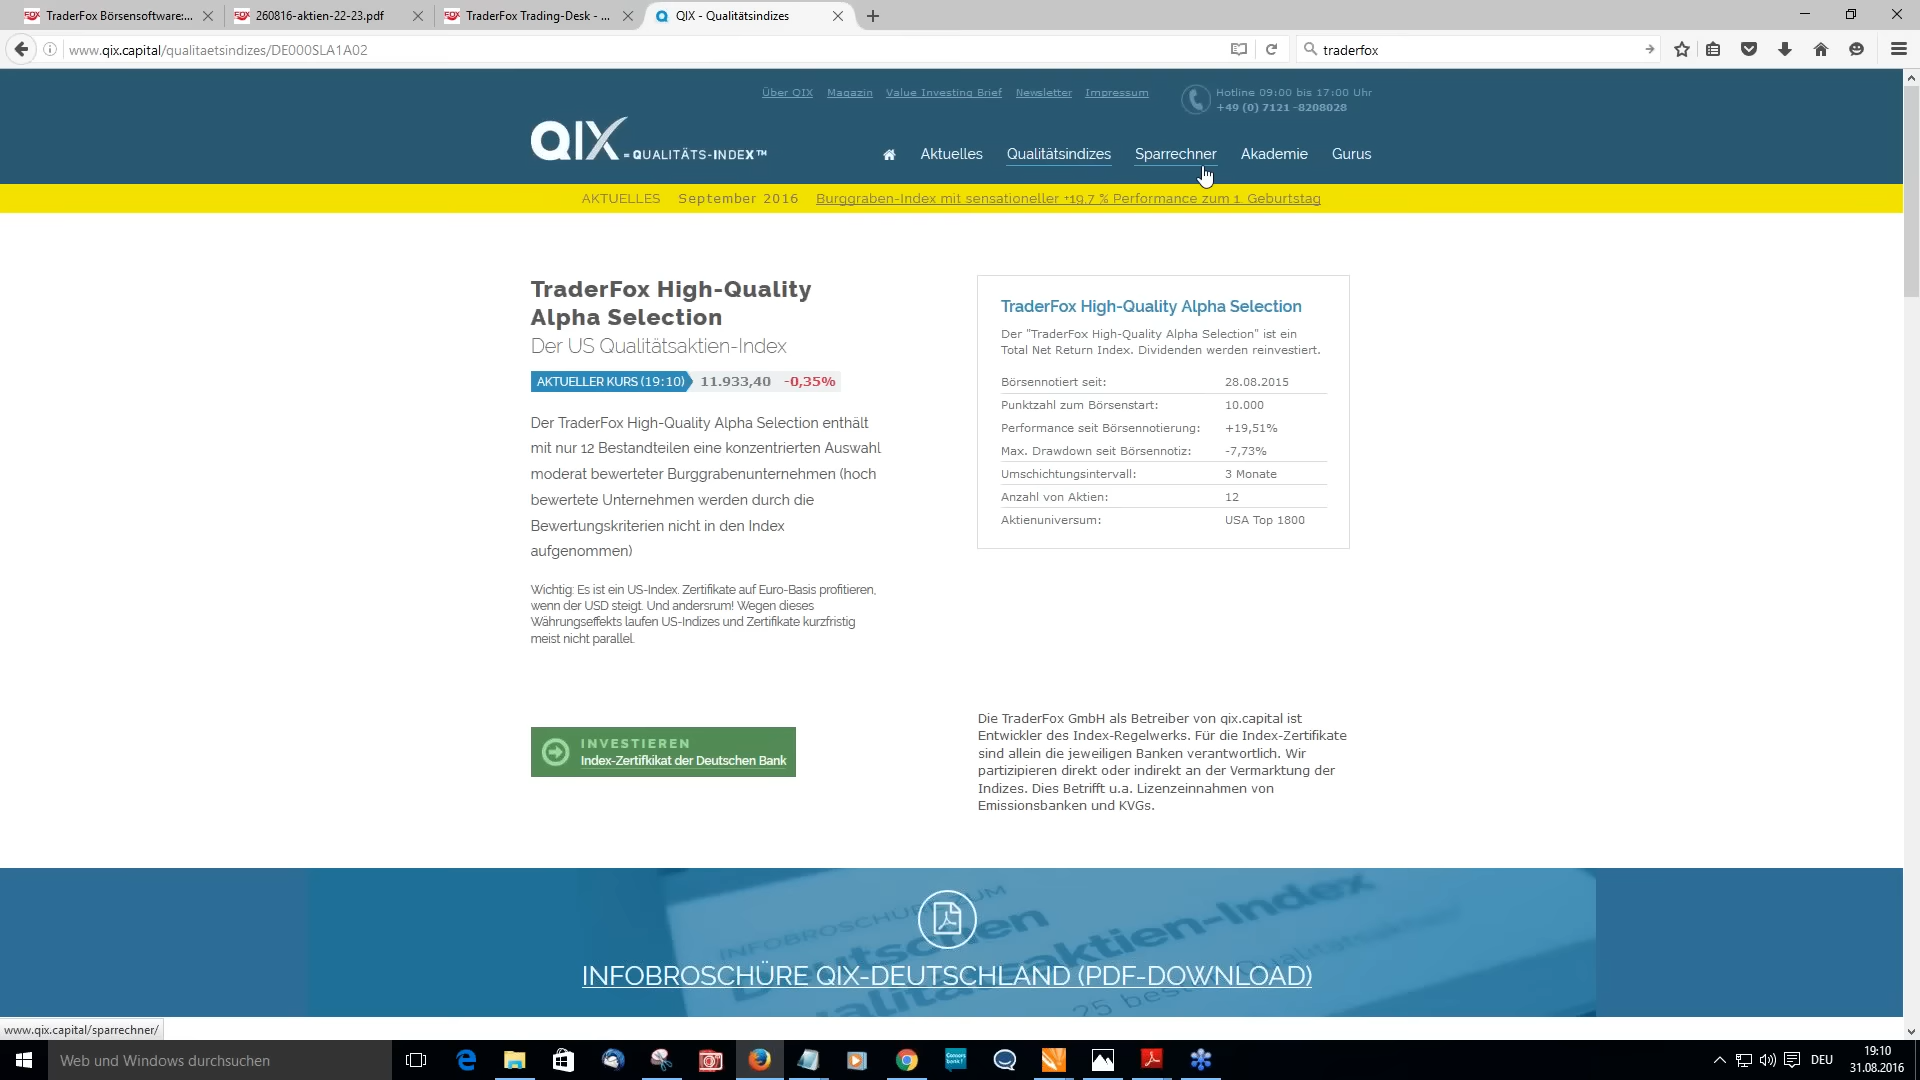 TraderFox Börsensoftware:...
260816-aktien-22-23.pdf
TraderFox Trading-Desk - ...
QIX - Qualitätsindizes
www.qix.capital/qualitaetsindizes/DE000SLA1A02
traderfox
Über QIX Magazin Value Investing Brief Newsletter Impressum
Hotline 09:00 bis 17:00 Uhr
+49 (0) 7121 -8208028
QIX = QUALITÄTS-INDEX™
Aktuelles Qualitätsindizes Sparrechner Akademie Gurus
AKTUELLES September 2016 Burggraben-Index mit sensationeller +19,7 % Performance zum 1. Geburtstag
TraderFox High-Quality
Alpha Selection
Der US Qualitätsaktien-Index
AKTUELLER KURS (19:10) 11.933,40 -0,35%
Der TraderFox High-Quality Alpha Selection enthält
mit nur 12 Bestandteilen eine konzentrierten Auswahl
moderat bewerteter Burggrabenunternehmen (hoch
bewertete Unternehmen werden durch die
Bewertungskriterien nicht in den Index
aufgenommen)
Wichtig: Es ist ein US-Index. Zertifikate auf Euro-Basis profitieren,
wenn der USD steigt. Und andersrum! Wegen dieses
Währungseffekts laufen US-Indizes und Zertifikate kurzfristig
meist nicht parallel.
INVESTIEREN
Index-Zertifkikat der Deutschen Bank
TraderFox High-Quality Alpha Selection
Der "TraderFox High-Quality Alpha Selection" ist ein
Total Net Return Index. Dividenden werden reinvestiert.
Börsennotiert seit: 28.08.2015
Punktzahl zum Börsenstart: 10.000
Performance seit Börsennotierung: +19,51%
Max. Drawdown seit Börsennotiz: -7,73%
Umschichtungsintervall: 3 Monate
Anzahl von Aktien: 12
Aktienuniversum: USA Top 1800
Die TraderFox GmbH als Betreiber von qix.capital ist
Entwickler des Index-Regelwerks. Für die Index-Zertifikate
sind allein die jeweiligen Banken verantwortlich. Wir
partizipieren direkt oder indirekt an der Vermarktung der
Indizes. Dies Betrifft u.a. Lizenzeinnahmen von
Emissionsbanken und KVGs.
INFOBROSCHÜRE ZUM
Deutschen
Qualitätsaktien-Index
25 bes
INFOBROSCHÜRE QIX-DEUTSCHLAND (PDF-DOWNLOAD)
www.qix.capital/sparrechner/
Web und Windows durchsuchen
DEU
19:10
31.08.2016